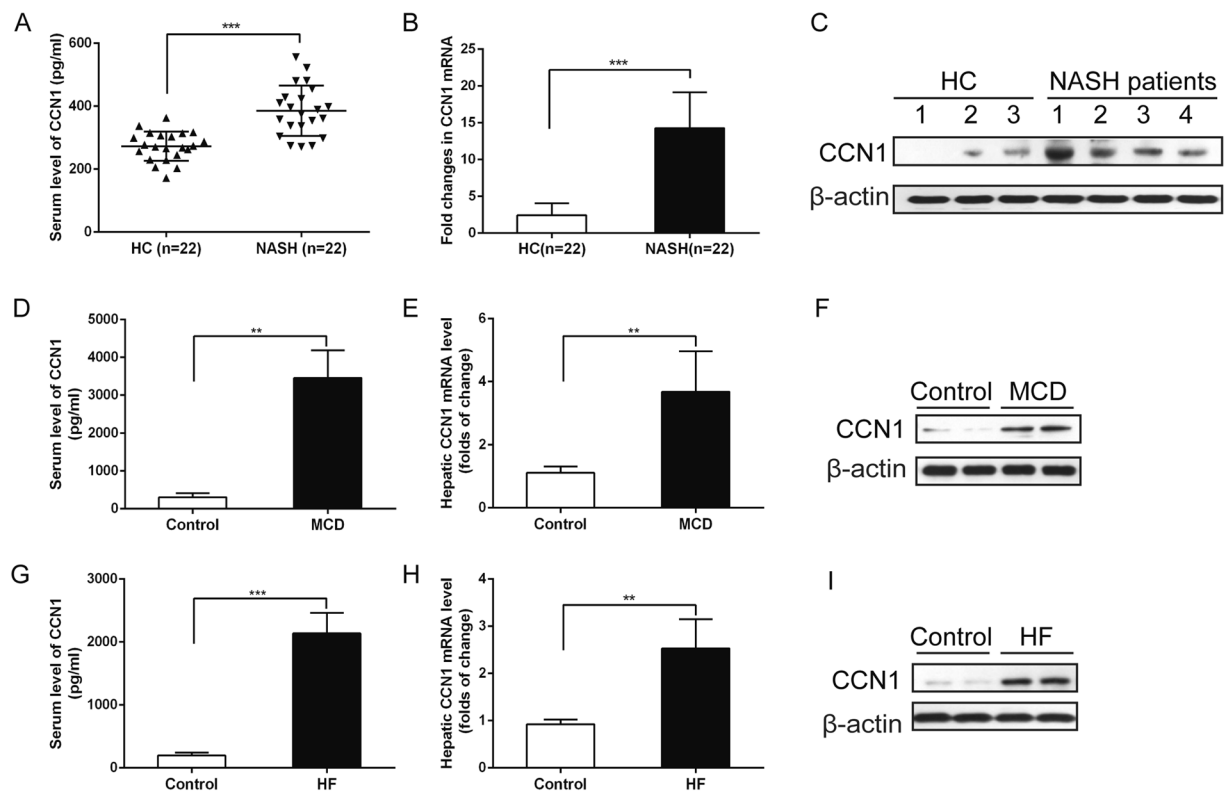 A
Serum level of CCN1 (pg/ml)
600
400
200
0
***
HC (n=22)
NASH (n=22)
B
Fold changes in CCN1 mRNA
25
20
15
10
5
0
***
HC(n=22)
NASH(n=22)
C
HC
NASH patients
1 2 3 1 2 3 4
CCN1
β-actin
D
Serum level of CCN1
(pg/ml)
5000
4000
3000
2000
1000
0
**
Control
MCD
E
Hepatic CCN1 mRNA level
(folds of change)
6
4
2
0
**
Control
MCD
F
Control
MCD
CCN1
β-actin
G
Serum level of CCN1
(pg/ml)
3000
2000
1000
0
***
Control
HF
H
Hepatic CCN1 mRNA level
(folds of change)
4
3
2
1
0
**
Control
HF
I
Control
HF
CCN1
β-actin